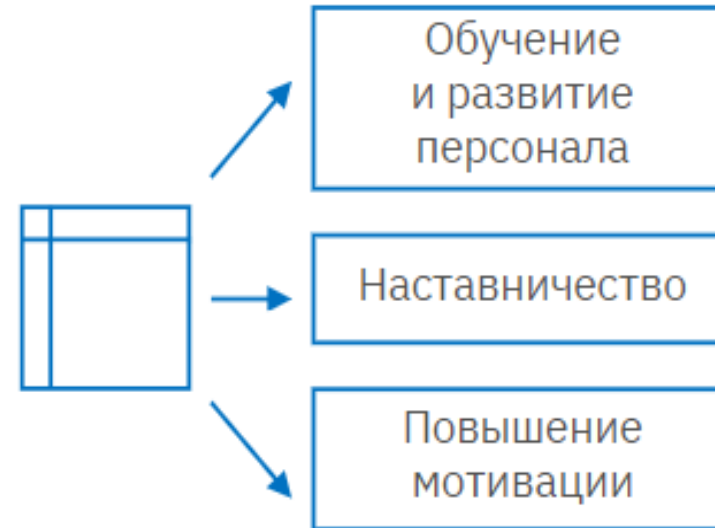 Обучение
и развитие
персонала
Наставничество
Повышение
мотивации